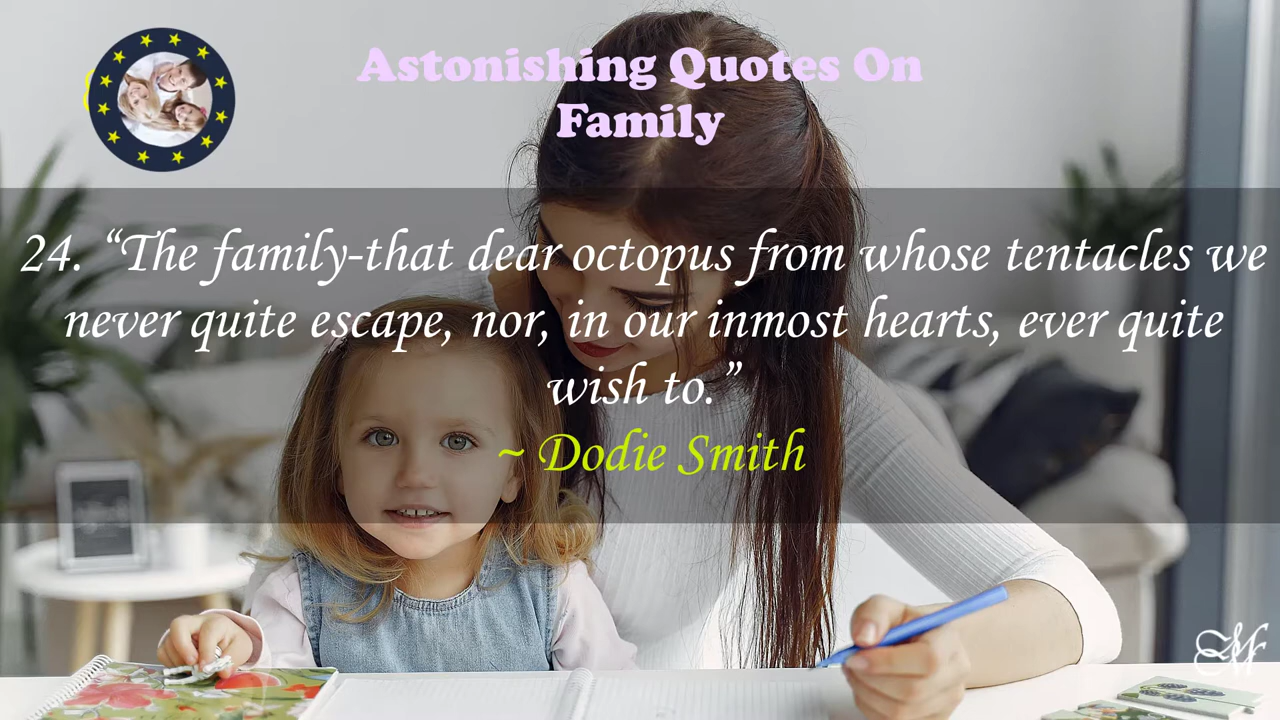 Astonishing Quotes On
Family
24. “The family-that dear octopus from whose tentacles we
never quite escape, nor, in our inmost hearts, ever quite
wish to.”
~ Dodie Smith